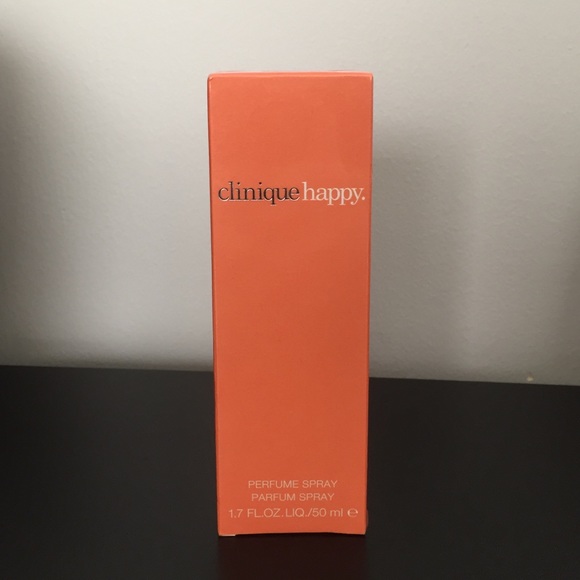 clinique happy.
PERFUME SPRAY
PARFUM SPRAY
1.7 FL.OZ.LIQ./50 ml ℮